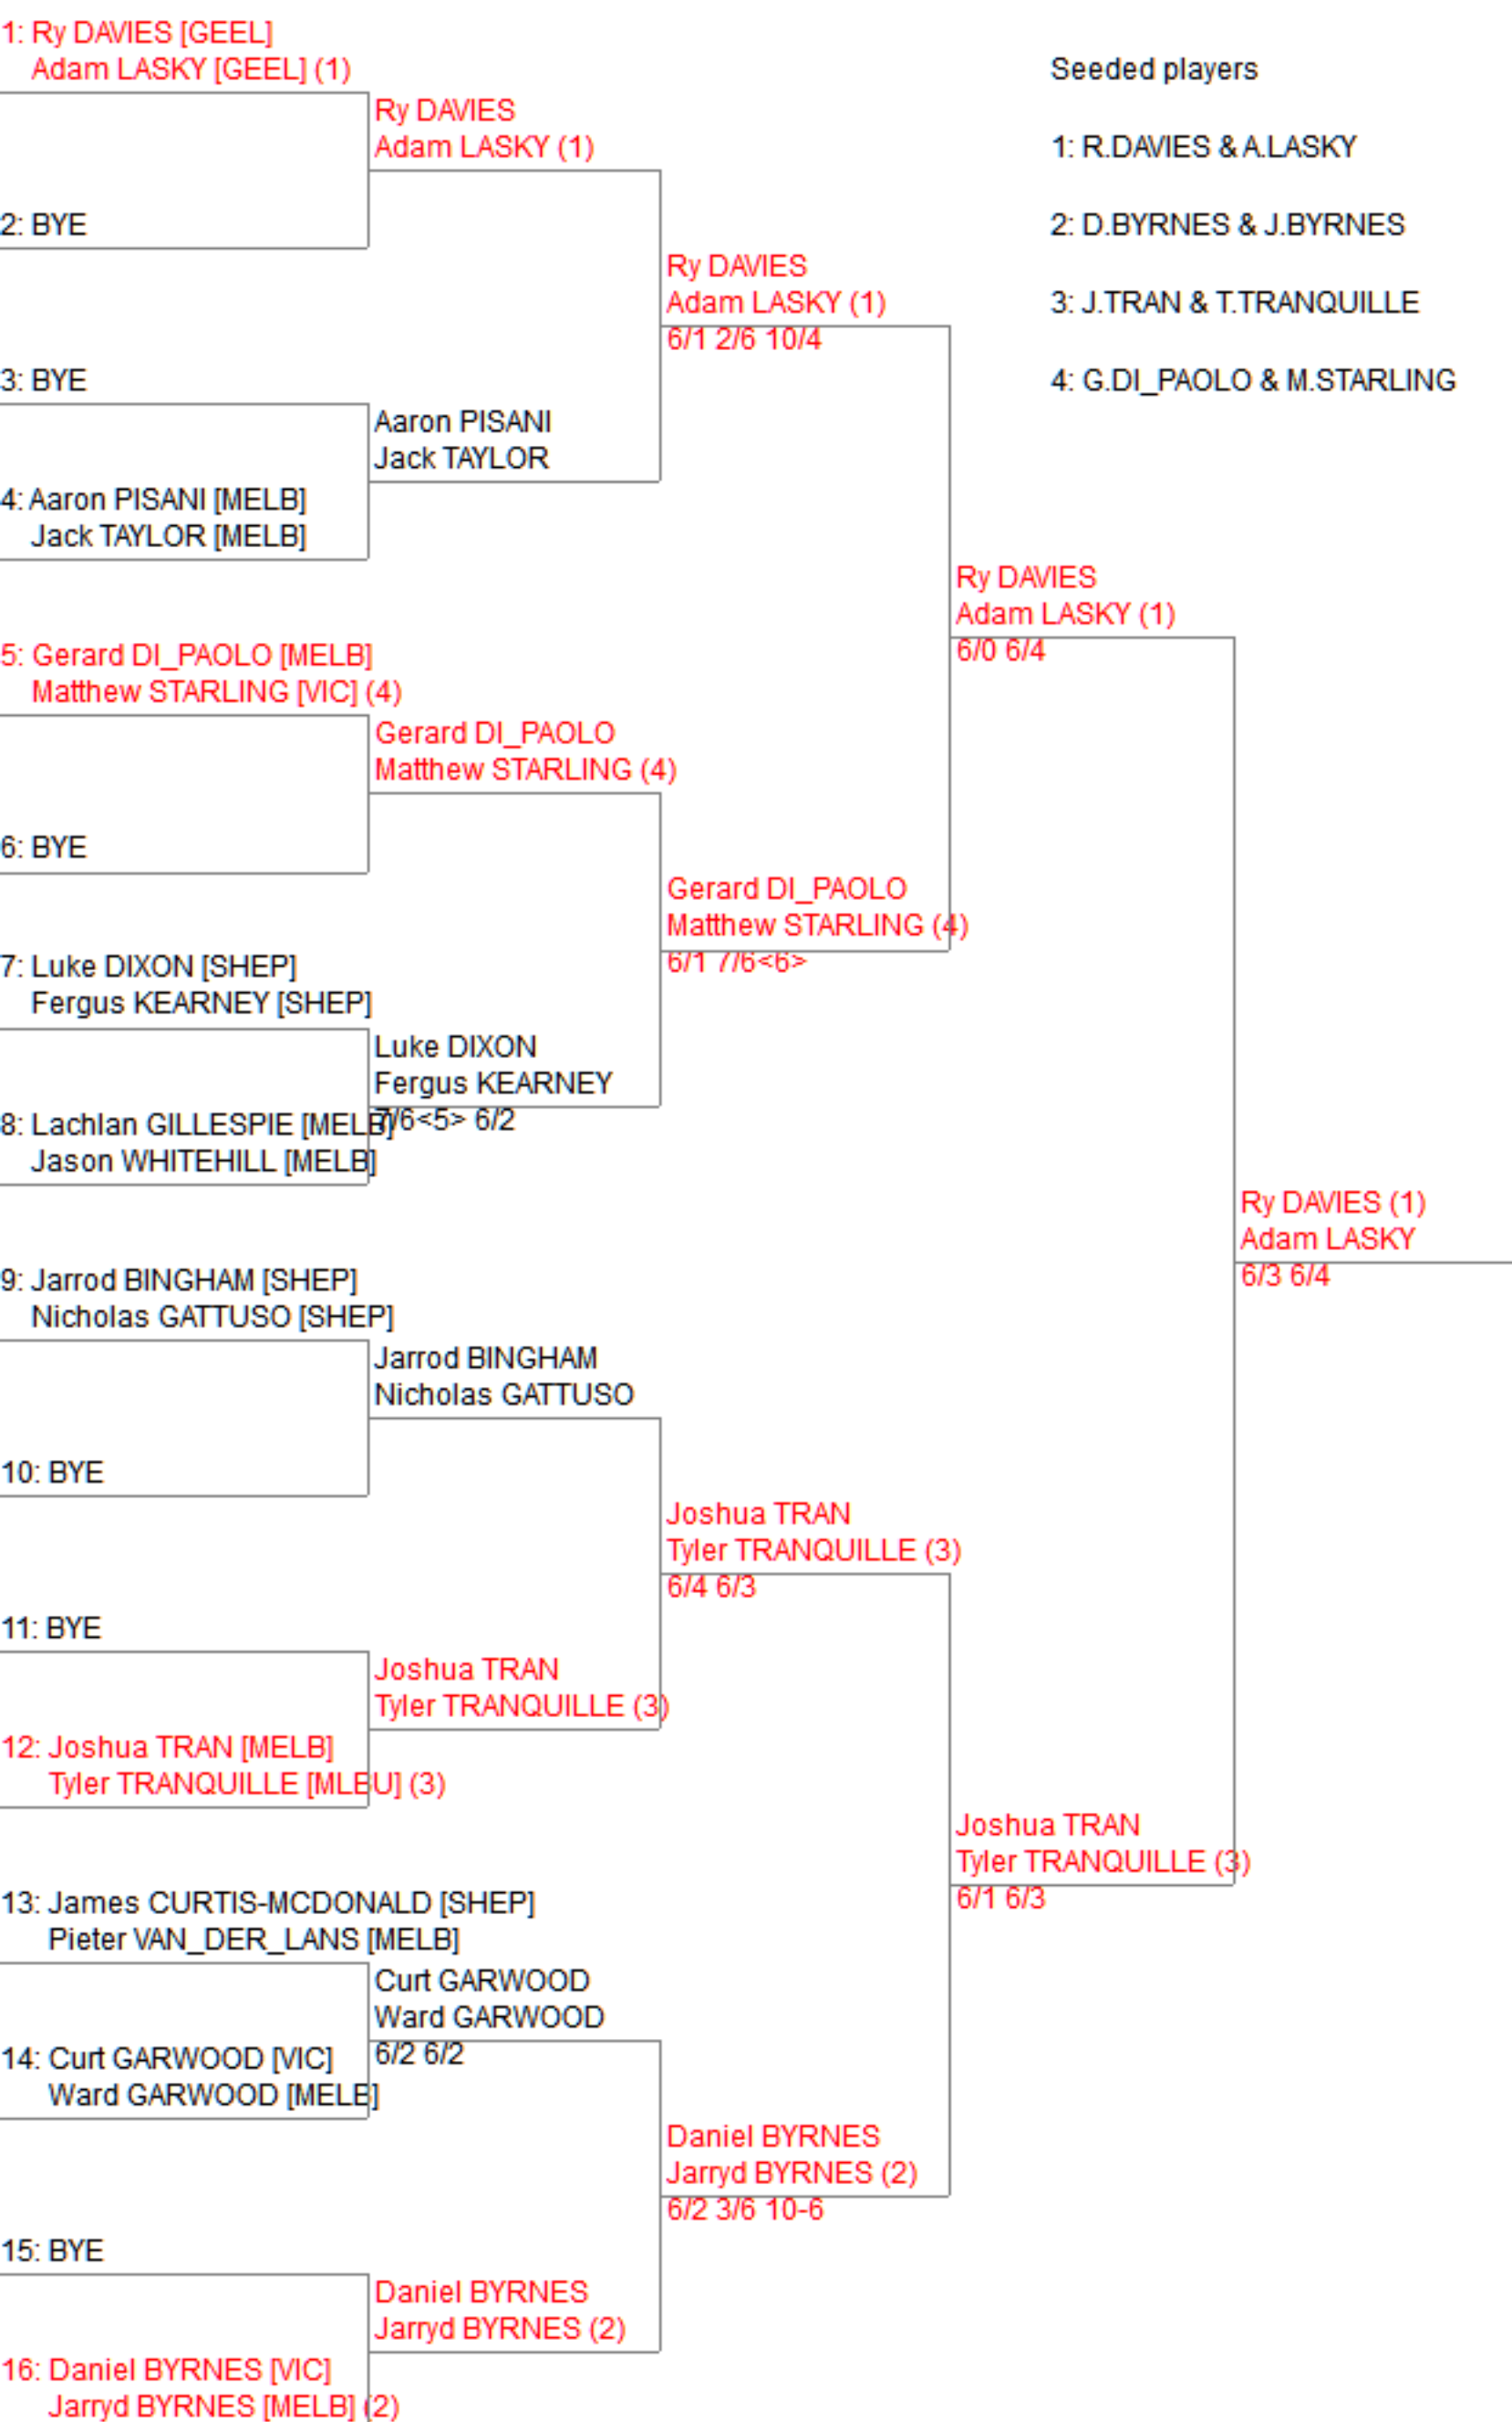 1: Ry DAVIES [GEEL]
Adam LASKY [GEEL] (1)
2: BYE
3: BYE
4: Aaron PISANI [MELB]
Jack TAYLOR [MELB]
5: Gerard DI_PAOLO [MELB]
Matthew STARLING [VIC] (4)
6: BYE
7: Luke DIXON [SHEP]
Fergus KEARNEY [SHEP]
8: Lachlan GILLESPIE [MELB]
Jason WHITEHILL [MELB]
9: Jarrod BINGHAM [SHEP]
Nicholas GATTUSO [SHEP]
10: BYE
11: BYE
12: Joshua TRAN [MELB]
Tyler TRANQUILLE [MLBU] (3)
13: James CURTIS-MCDONALD [SHEP]
Pieter VAN_DER_LANS [MELB]
14: Curt GARWOOD [VIC]
Ward GARWOOD [MELB]
15: BYE
16: Daniel BYRNES [VIC]
Jarryd BYRNES [MELB] (2)
Ry DAVIES
Adam LASKY (1)
Aaron PISANI
Jack TAYLOR
Gerard DI_PAOLO
Matthew STARLING (4)
Luke DIXON
Fergus KEARNEY
7/6<5> 6/2
Jarrod BINGHAM
Nicholas GATTUSO
Joshua TRAN
Tyler TRANQUILLE (3)
Curt GARWOOD
Ward GARWOOD
6/2 6/2
Daniel BYRNES
Jarryd BYRNES (2)
Ry DAVIES
Adam LASKY (1)
6/1 2/6 10/4
Gerard DI_PAOLO
Matthew STARLING (4)
6/1 7/6<6>
Joshua TRAN
Tyler TRANQUILLE (3)
6/4 6/3
Daniel BYRNES
Jarryd BYRNES (2)
6/2 3/6 10-6
Ry DAVIES
Adam LASKY (1)
6/0 6/4
Joshua TRAN
Tyler TRANQUILLE (3)
6/1 6/3
Ry DAVIES (1)
Adam LASKY
6/3 6/4
Seeded players
1: R.DAVIES & A.LASKY
2: D.BYRNES & J.BYRNES
3: J.TRAN & T.TRANQUILLE
4: G.DI_PAOLO & M.STARLING